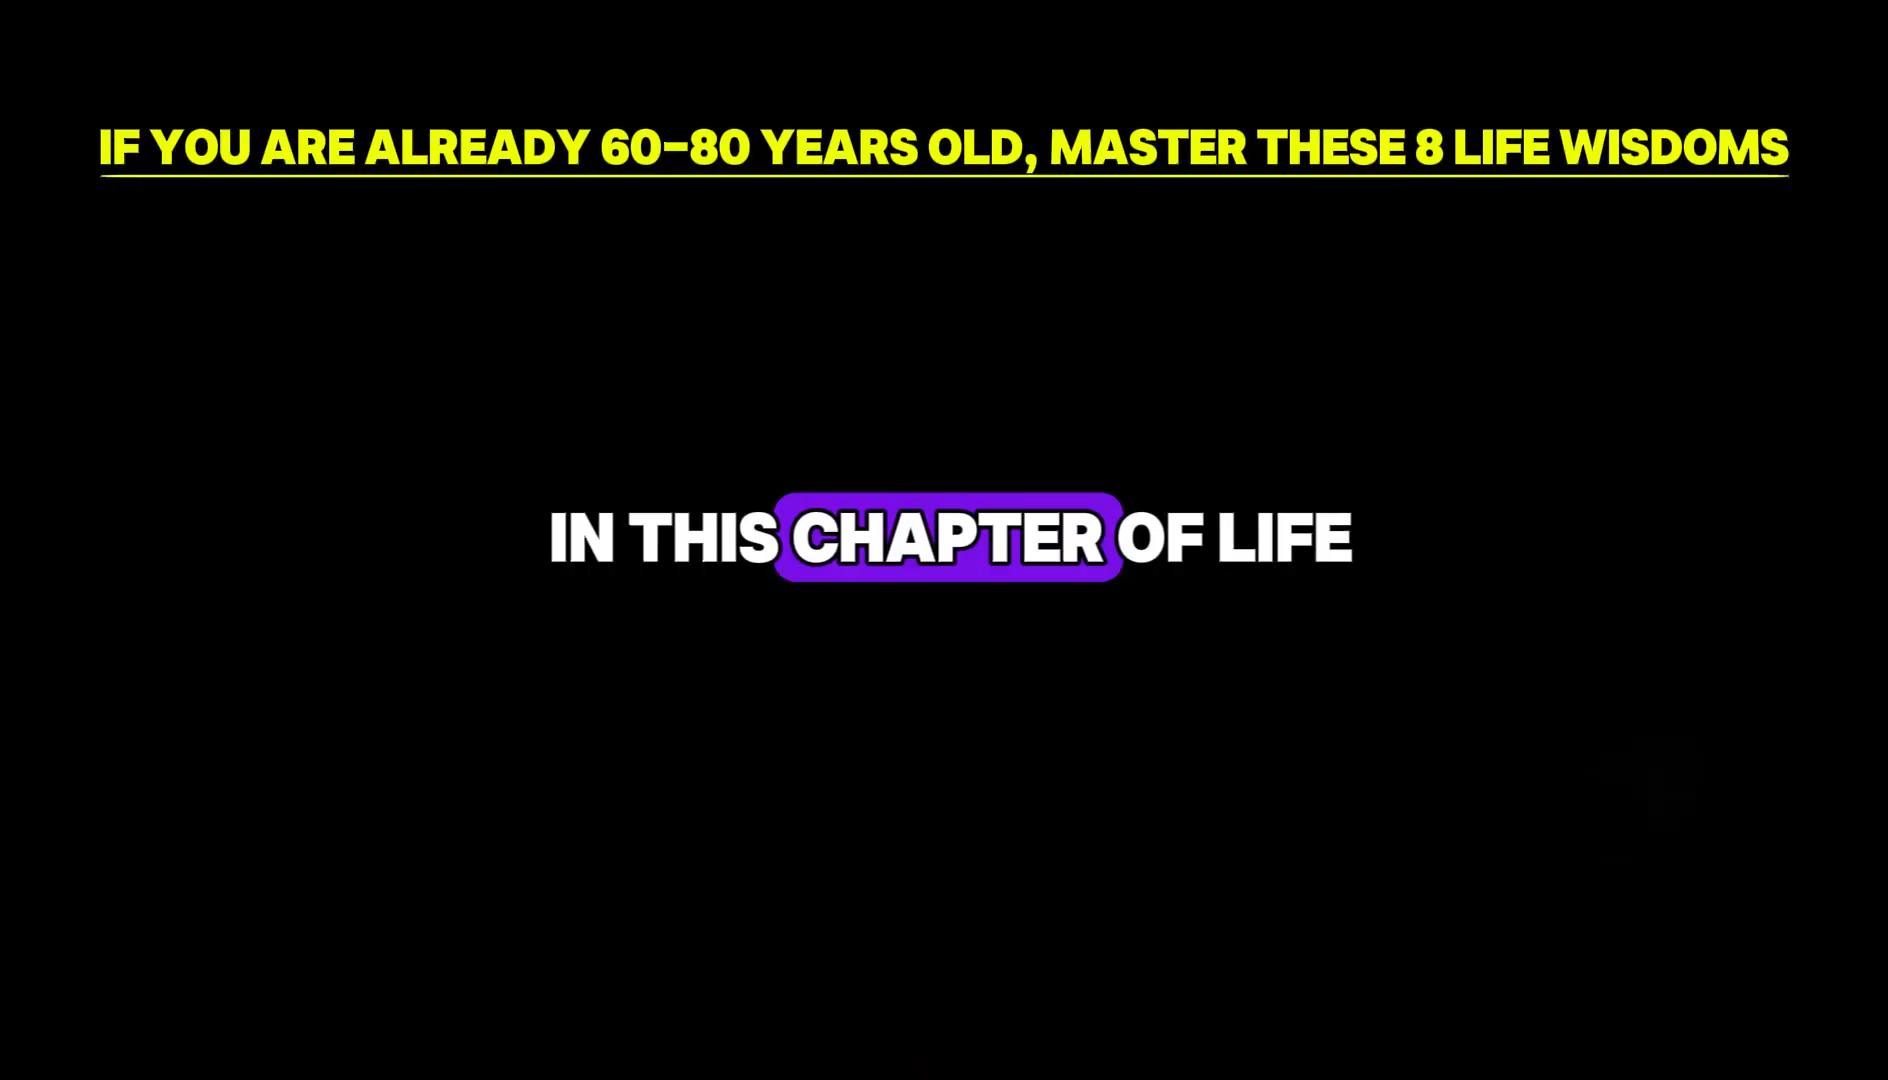 IF YOU ARE ALREADY 60–80 YEARS OLD, MASTER THESE 8 LIFE WISDOMS
IN THIS CHAPTER OF LIFE